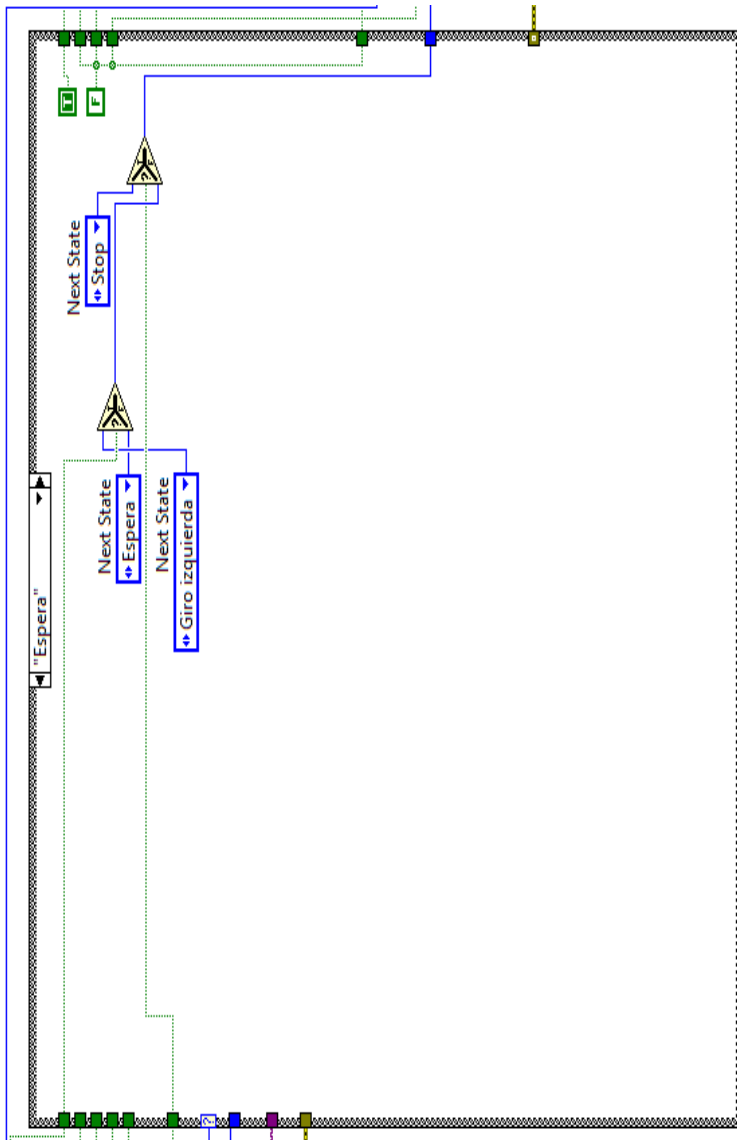 "Espera"
T
F
Next State
Stop
? T F
Next State
Espera
? T F
Next State
Giro izquierda
?